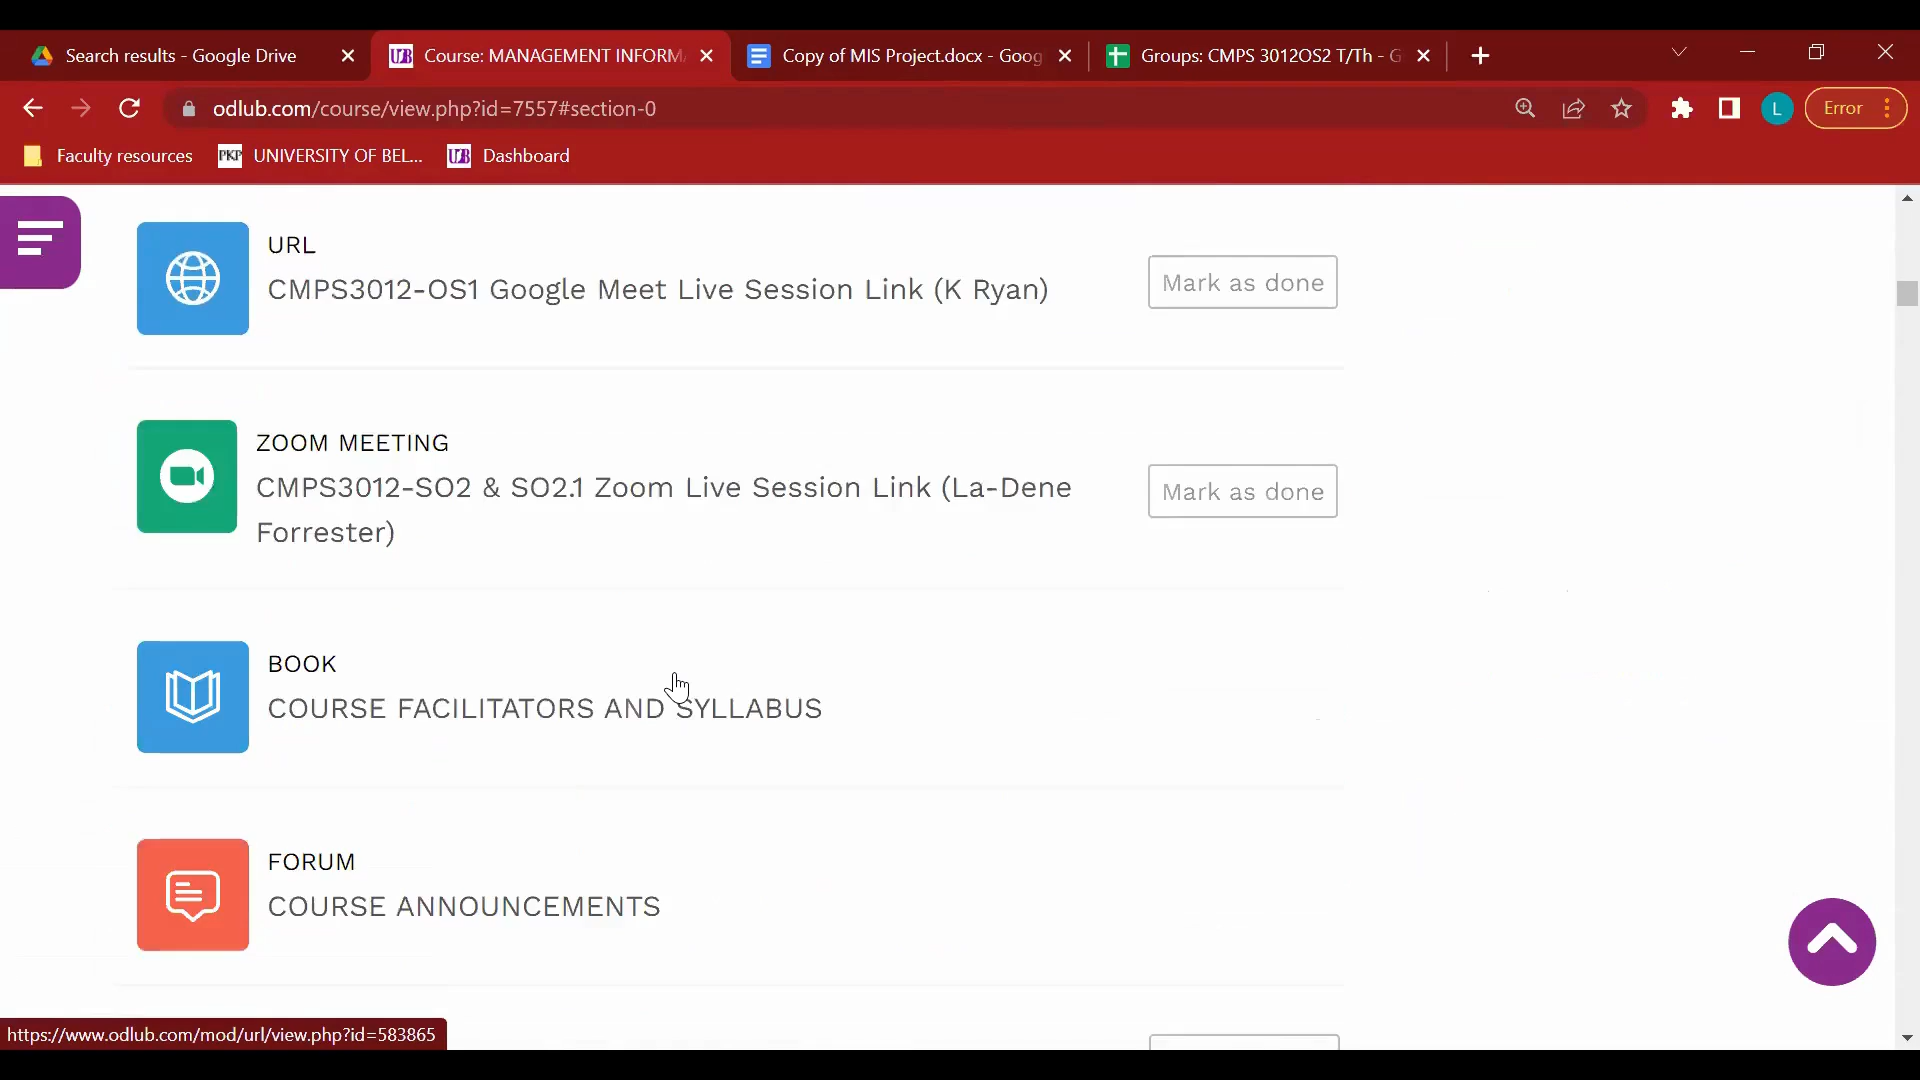 Search results - Google Drive
UB
Course: MANAGEMENT INFORM
Copy of MIS Project.docx - Goog
Groups: CMPS 3012OS2 T/Th - G
odlub.com/course/view.php?id=7557#section-0
L
Error
Faculty resources
PKP
UNIVERSITY OF BEL...
UB
Dashboard
URL
CMPS3012-OS1 Google Meet Live Session Link (K Ryan)
Mark as done
ZOOM MEETING
CMPS3012-SO2 & SO2.1 Zoom Live Session Link (La-Dene
Forrester)
Mark as done
BOOK
COURSE FACILITATORS AND SYLLABUS
FORUM
COURSE ANNOUNCEMENTS
https://www.odlub.com/mod/url/view.php?id=583865